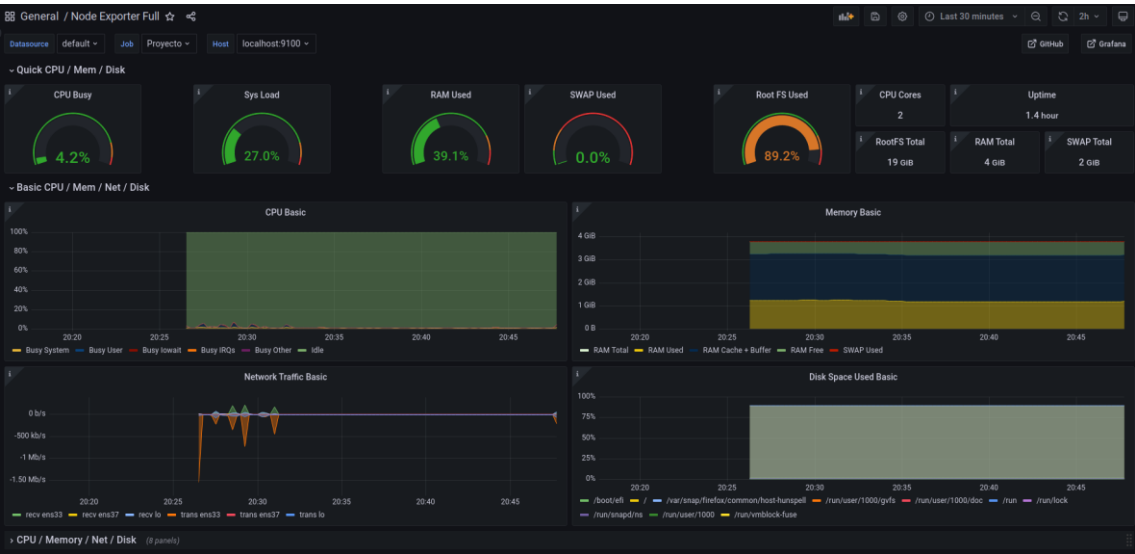 General / Node Exporter Full
Last 30 minutes
2h
Datasource default Job Proyecto Host localhost:9100
GitHub Grafana
Quick CPU / Mem / Disk
CPU Busy
4.2%
Sys Load
27.0%
RAM Used
39.1%
SWAP Used
0.0%
Root FS Used
89.2%
CPU Cores
2
Uptime
1.4 hour
RootFS Total
19 GiB
RAM Total
4 GiB
SWAP Total
2 GiB
Basic CPU / Mem / Net / Disk
CPU Basic
100%
80%
60%
40%
20%
0%
20:20 20:25 20:30 20:35 20:40 20:45
Busy System Busy User Busy Iowait Busy IRQs Busy Other Idle
Memory Basic
4 GiB
3 GiB
2 GiB
1 GiB
0 B
20:20 20:25 20:30 20:35 20:40 20:45
RAM Total RAM Used RAM Cache + Buffer RAM Free SWAP Used
Network Traffic Basic
0 b/s
-500 kb/s
-1 Mb/s
-1.50 Mb/s
20:20 20:25 20:30 20:35 20:40 20:45
recv ens33 recv ens37 recv lo trans ens33 trans ens37 trans lo
Disk Space Used Basic
100%
75%
50%
25%
0%
20:20 20:25 20:30 20:35 20:40 20:45
/boot/efi / /var/snap/firefox/common/host-hunspell /run/user/1000/gvfs /run/user/1000/doc /run /run/lock
/run/snapd/ns /run/user/1000 /run/vmblock-fuse
CPU / Memory / Net / Disk (8 panels)